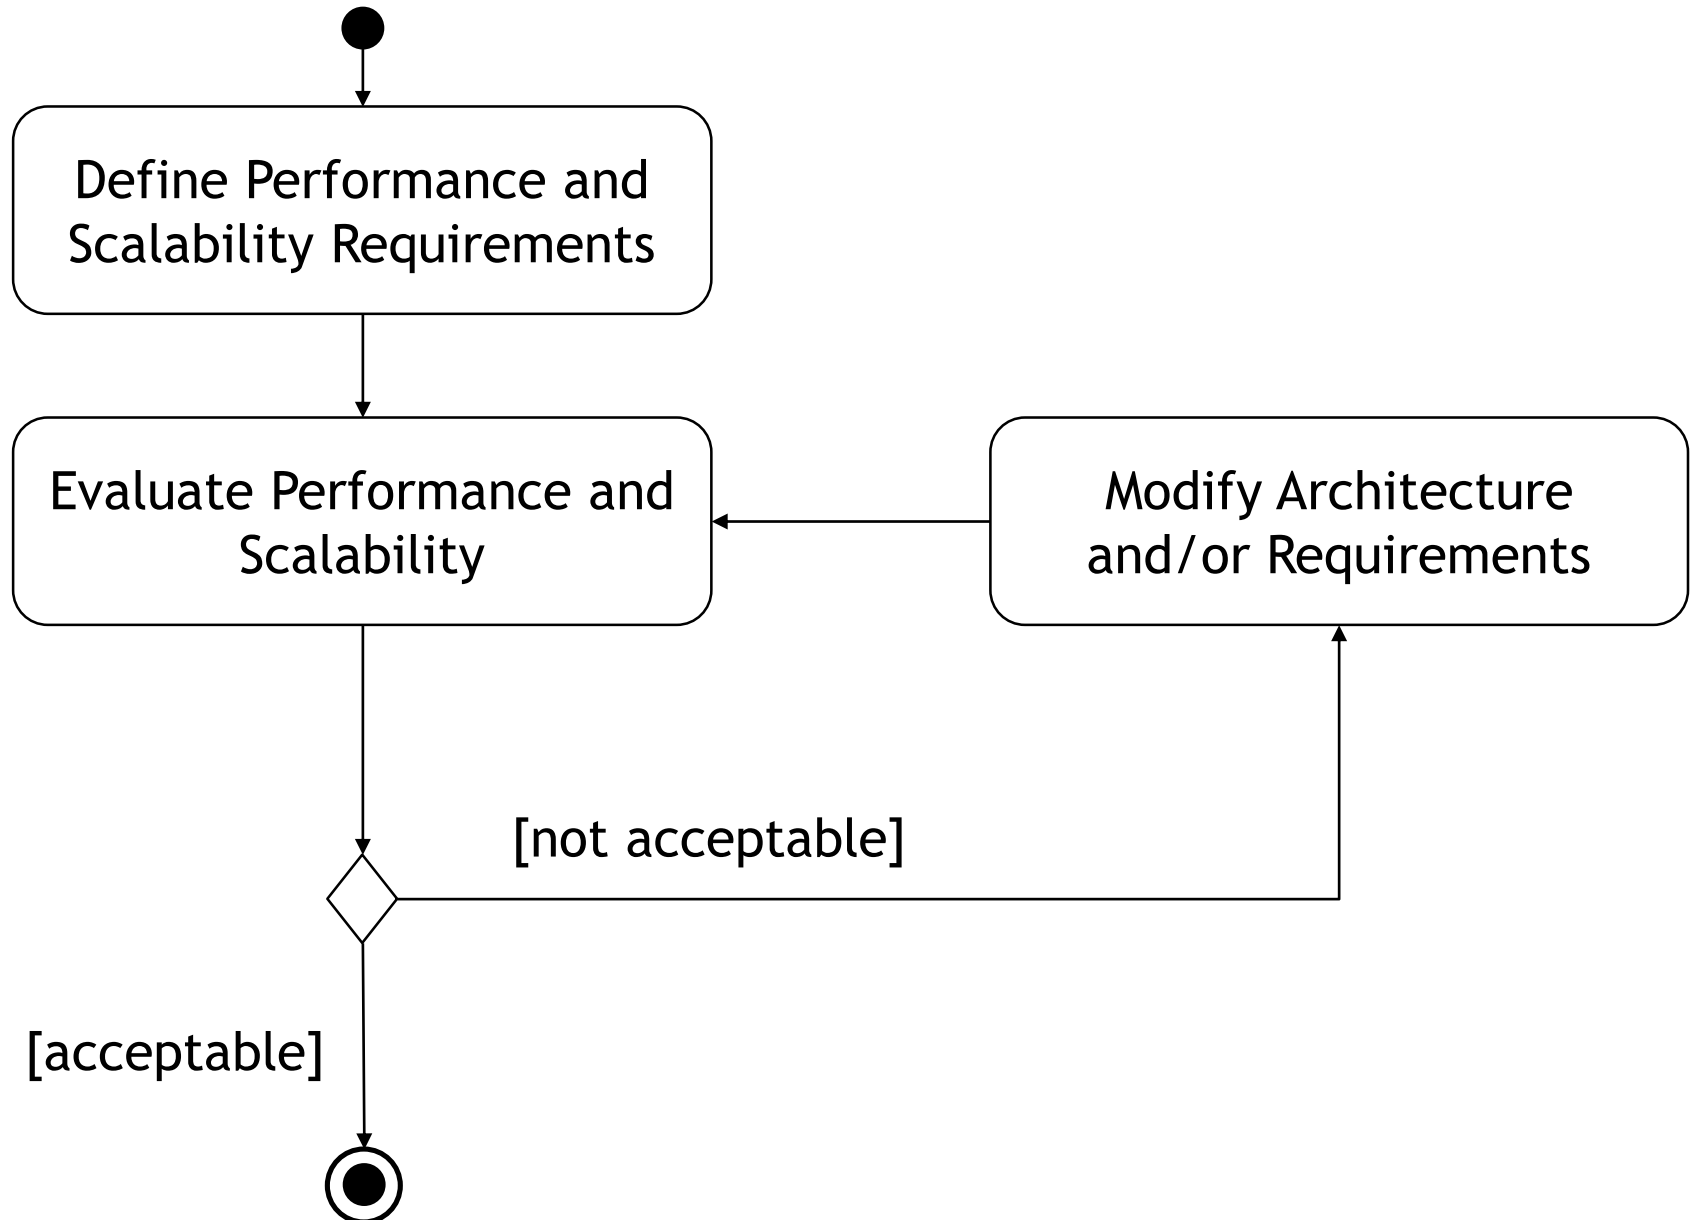 Define Performance and
Scalability Requirements
Evaluate Performance and
Scalability
Modify Architecture
and/or Requirements
[not acceptable]
[acceptable]